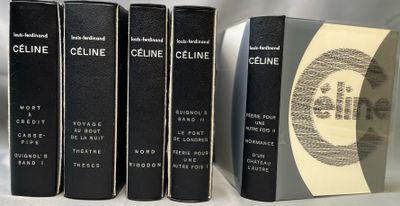 louis-ferdinand
CÉLINE
MORT
À
CRÉDIT
CASSE-
PIPE
GUIGNOL'S
BAND I
louis-ferdinand
CÉLINE
VOYAGE
AU BOUT
DE LA NUIT
THÉÂTRE
THÈSES
louis-ferdinand
CÉLINE
NORD
RIGODON
louis-ferdinand
CÉLINE
GUIGNOL'S
BAND II
LE PONT
DE LONDRES
FÉERIE POUR
UNE
AUTRE FOIS I
louis-ferdinand
CÉLINE
FÉERIE POUR
UNE
AUTRE FOIS II
NORMANCE
D'UN
CHÂTEAU
L'AUTRE
Céline